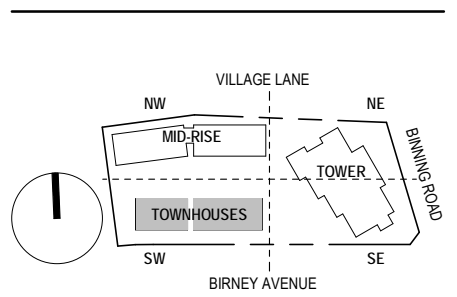 VILLAGE LANE
NW
NE
MID-RISE
BINNING ROAD
TOWER
TOWNHOUSES
SW
SE
BIRNEY AVENUE